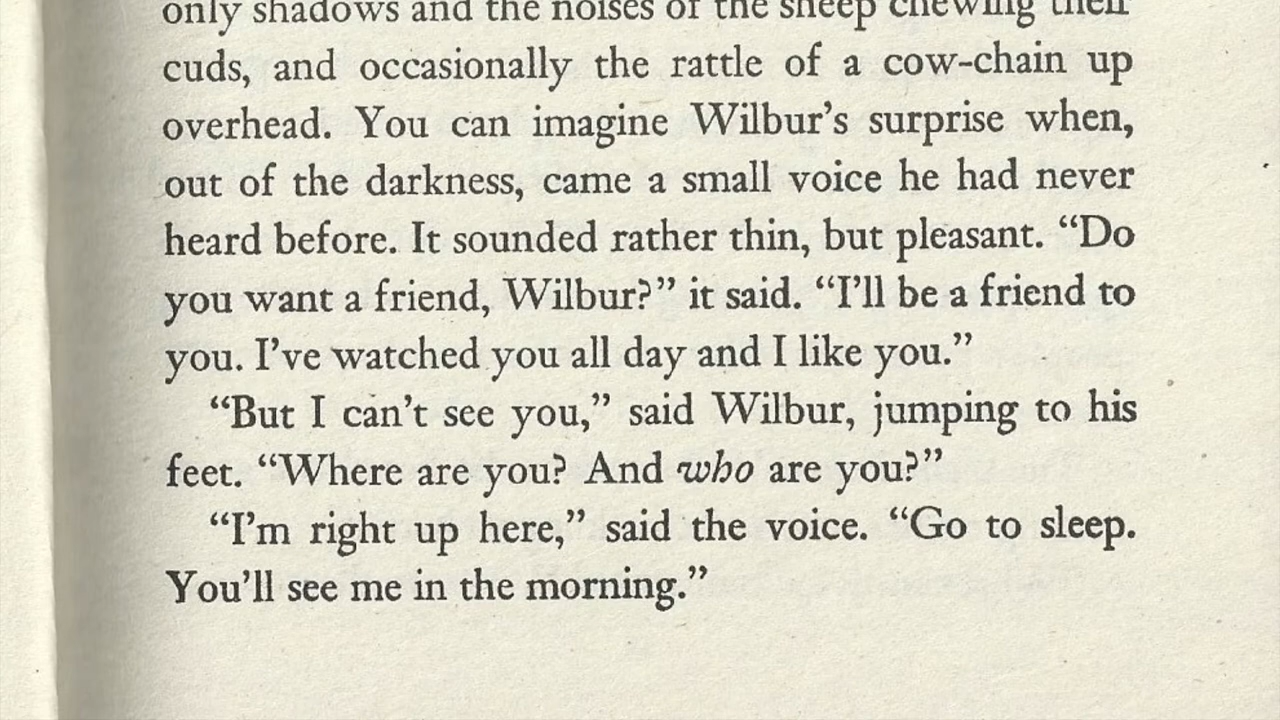 only shadows and the noises of the sheep chewing their
cuds, and occasionally the rattle of a cow-chain up
overhead. You can imagine Wilbur’s surprise when,
out of the darkness, came a small voice he had never
heard before. It sounded rather thin, but pleasant. “Do
you want a friend, Wilbur?” it said. “I’ll be a friend to
you. I’ve watched you all day and I like you.”
“But I can’t see you,” said Wilbur, jumping to his
feet. “Where are you? And who are you?”
“I’m right up here,” said the voice. “Go to sleep.
You’ll see me in the morning.”